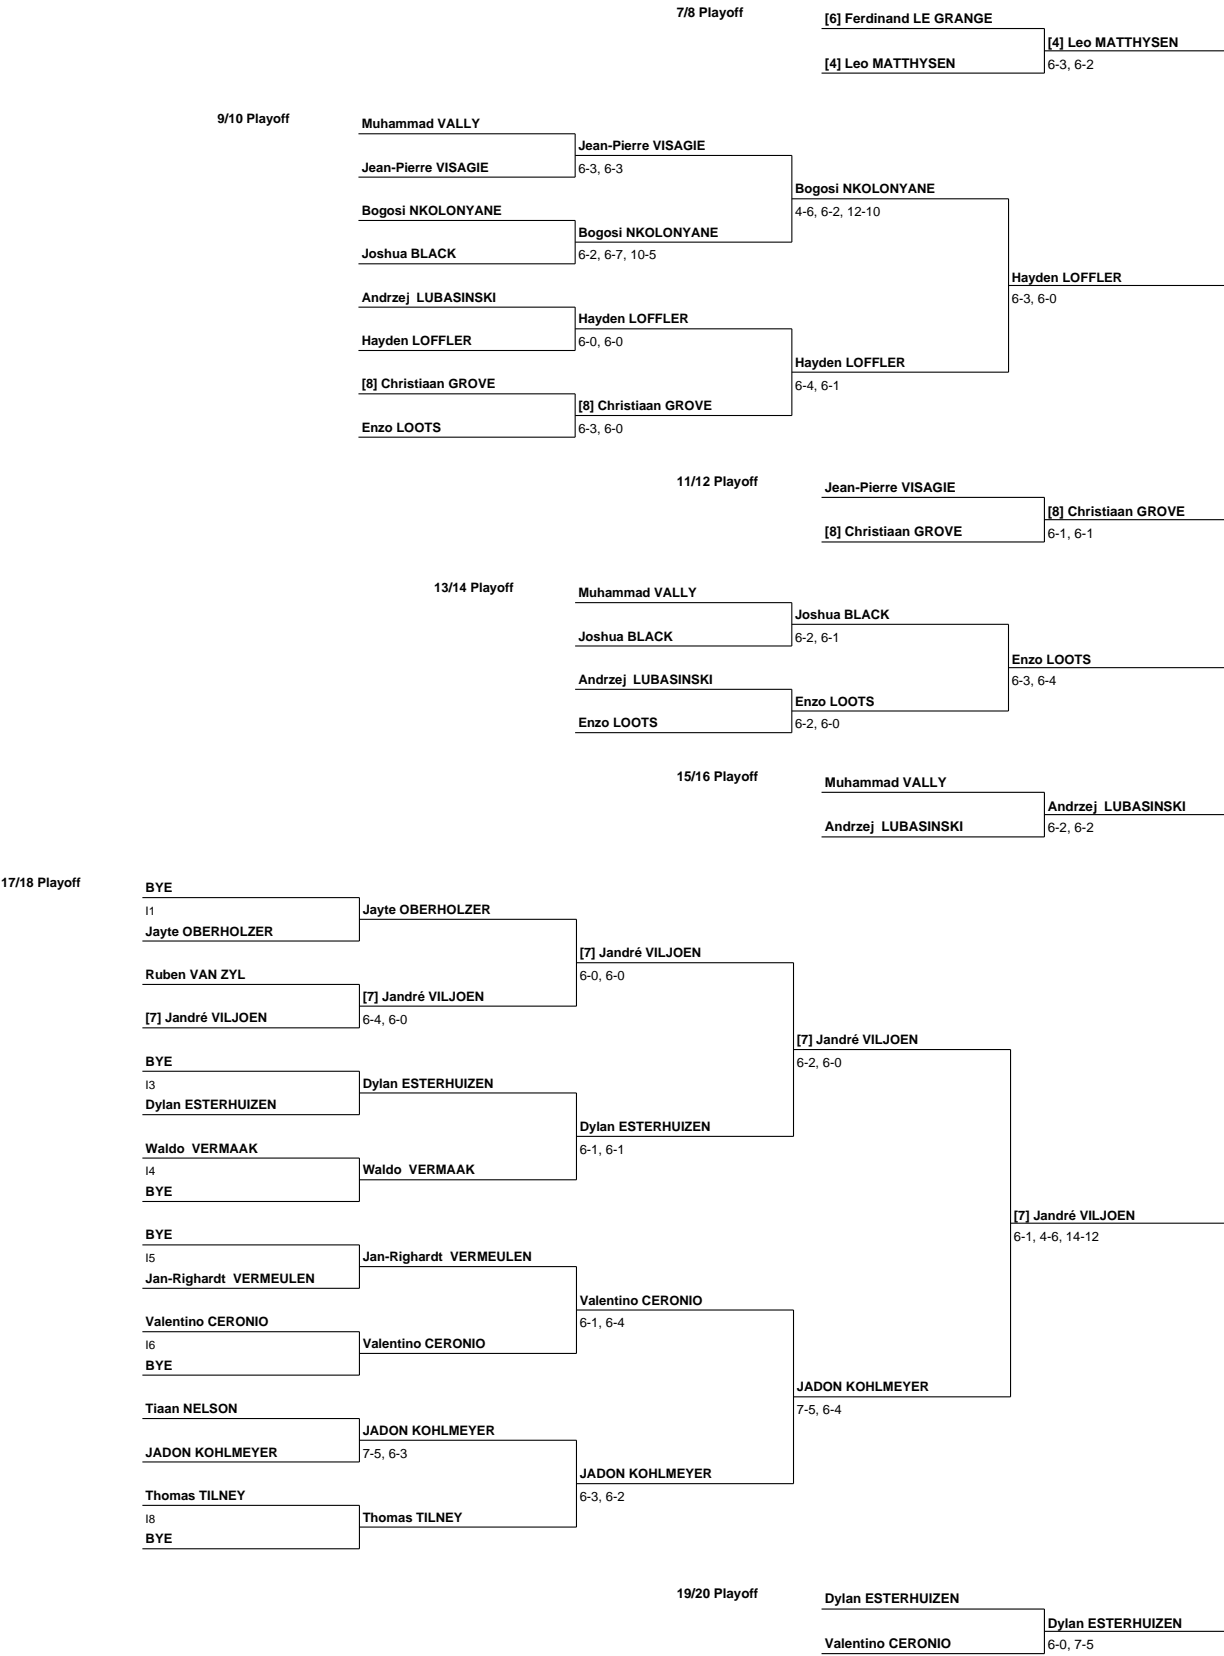 7/8 Playoff
[6] Ferdinand LE GRANGE
[4] Leo MATTHYSEN
[4] Leo MATTHYSEN
6-3, 6-2
9/10 Playoff
Muhammad VALLY
Jean-Pierre VISAGIE
Jean-Pierre VISAGIE
6-3, 6-3
Bogosi NKOLONYANE
4-6, 6-2, 12-10
Bogosi NKOLONYANE
Bogosi NKOLONYANE
Joshua BLACK
6-2, 6-7, 10-5
Hayden LOFFLER
6-3, 6-0
Andrzej  LUBASINSKI
Hayden LOFFLER
Hayden LOFFLER
6-0, 6-0
Hayden LOFFLER
6-4, 6-1
[8] Christiaan GROVE
[8] Christiaan GROVE
Enzo LOOTS
6-3, 6-0
11/12 Playoff
Jean-Pierre VISAGIE
[8] Christiaan GROVE
[8] Christiaan GROVE
6-1, 6-1
13/14 Playoff
Muhammad VALLY
Joshua BLACK
Joshua BLACK
6-2, 6-1
Enzo LOOTS
6-3, 6-4
Andrzej  LUBASINSKI
Enzo LOOTS
Enzo LOOTS
6-2, 6-0
15/16 Playoff
Muhammad VALLY
Andrzej  LUBASINSKI
Andrzej  LUBASINSKI
6-2, 6-2
17/18 Playoff
BYE
I1
Jayte OBERHOLZER
Jayte OBERHOLZER
[7] Jandré VILJOEN
6-0, 6-0
Ruben VAN ZYL
[7] Jandré VILJOEN
[7] Jandré VILJOEN
6-4, 6-0
[7] Jandré VILJOEN
6-2, 6-0
BYE
I3
Dylan ESTERHUIZEN
Dylan ESTERHUIZEN
Dylan ESTERHUIZEN
6-1, 6-1
Waldo  VERMAAK
I4
Waldo  VERMAAK
BYE
[7] Jandré VILJOEN
6-1, 4-6, 14-12
BYE
I5
Jan-Righardt  VERMEULEN
Jan-Righardt  VERMEULEN
Valentino CERONIO
6-1, 6-4
Valentino CERONIO
I6
Valentino CERONIO
BYE
JADON KOHLMEYER
7-5, 6-4
Tiaan NELSON
JADON KOHLMEYER
JADON KOHLMEYER
7-5, 6-3
JADON KOHLMEYER
6-3, 6-2
Thomas TILNEY
I8
Thomas TILNEY
BYE
19/20 Playoff
Dylan ESTERHUIZEN
Dylan ESTERHUIZEN
Valentino CERONIO
6-0, 7-5